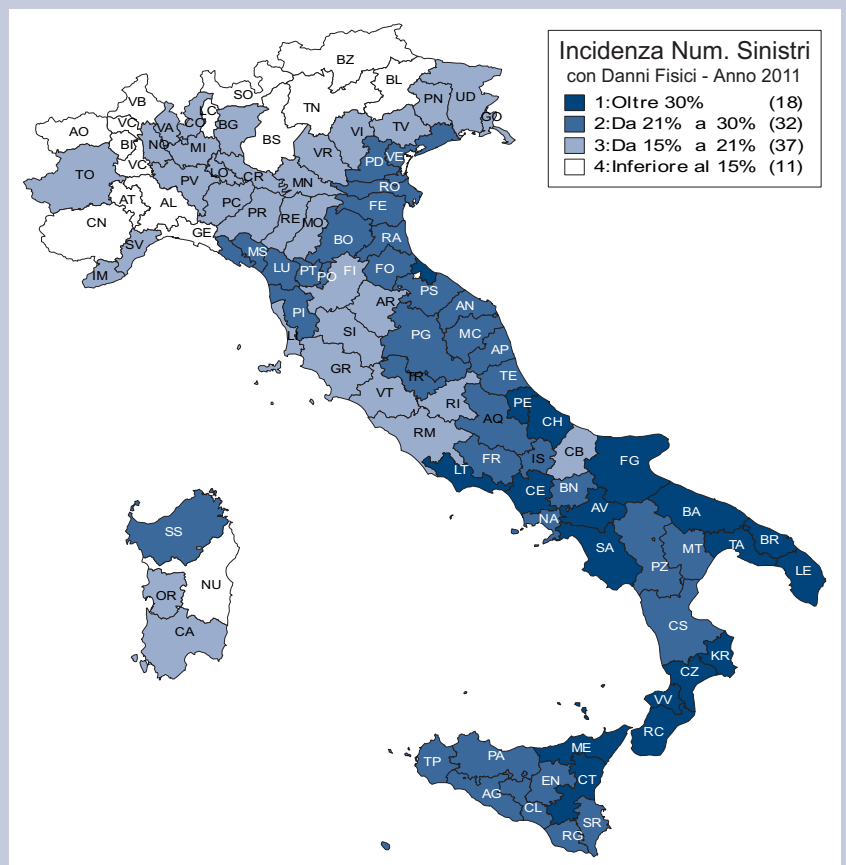 Incidenza Num. Sinistri
con Danni Fisici - Anno 2011
1:Oltre 30% (18)
2:Da 21% a 30% (32)
3:Da 15% a 21% (37)
4:Inferiore al 15% (11)
BZ
BL
SO
TN
PN
UD
VB
LC
GO
VC
VA
CO
BG
TV
VI
AO
BS
BI
NO
MI
VR
PD
VE
VC
TO
PV
LO
CR
MN
RO
AT
AL
PC
PR
RE
MO
FE
CN
GE
BO
RA
SV
MS
IM
LU
PT
PO
FI
FO
PS
AR
AN
PI
LI
SI
PG
MC
AP
GR
TR
TE
VT
RI
PE
RM
AQ
CH
LT
FR
IS
CB
FG
CE
BN
AV
BA
NA
SA
MT
TA
BR
PZ
LE
SS
NU
OR
CA
CS
KR
CZ
VV
RC
ME
TP
PA
EN
CT
AG
CL
SR
RG